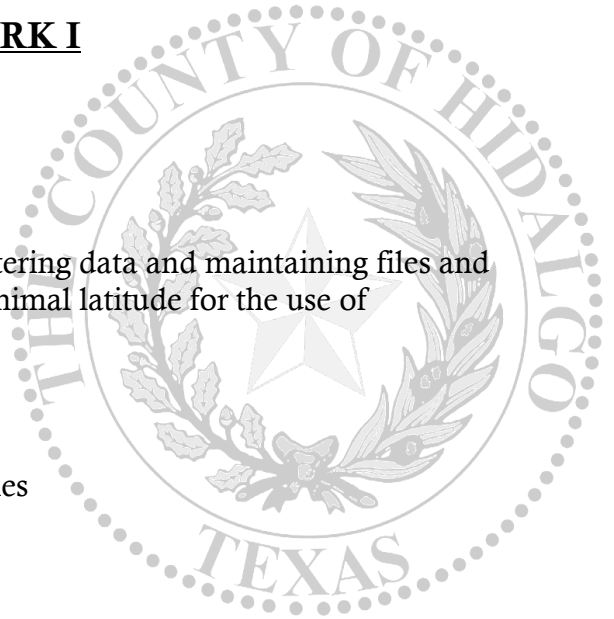 RK I
THE COUNTY OF HIDALGO
tering data and maintaining files and
nimal latitude for the use of
es
TEXAS